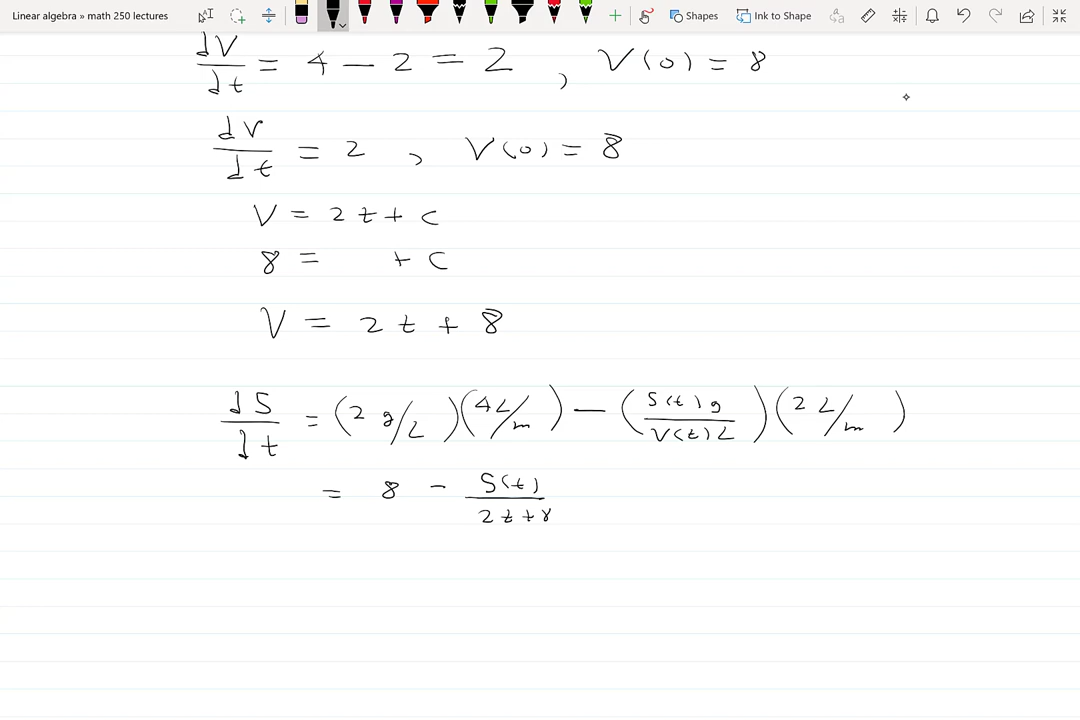 Linear algebra » math 250 lectures Shapes Ink to Shape
dV/dt = 4 - 2 = 2 , V(0) = 8
dV/dt = 2 , V(0) = 8
V = 2t + c
8 = + c
V = 2t + 8
dS/dt = (2 g/L)(4L/m) - (S(t) g/V(t) L)(2 L/m)
= 8 - S(t)/2t+8